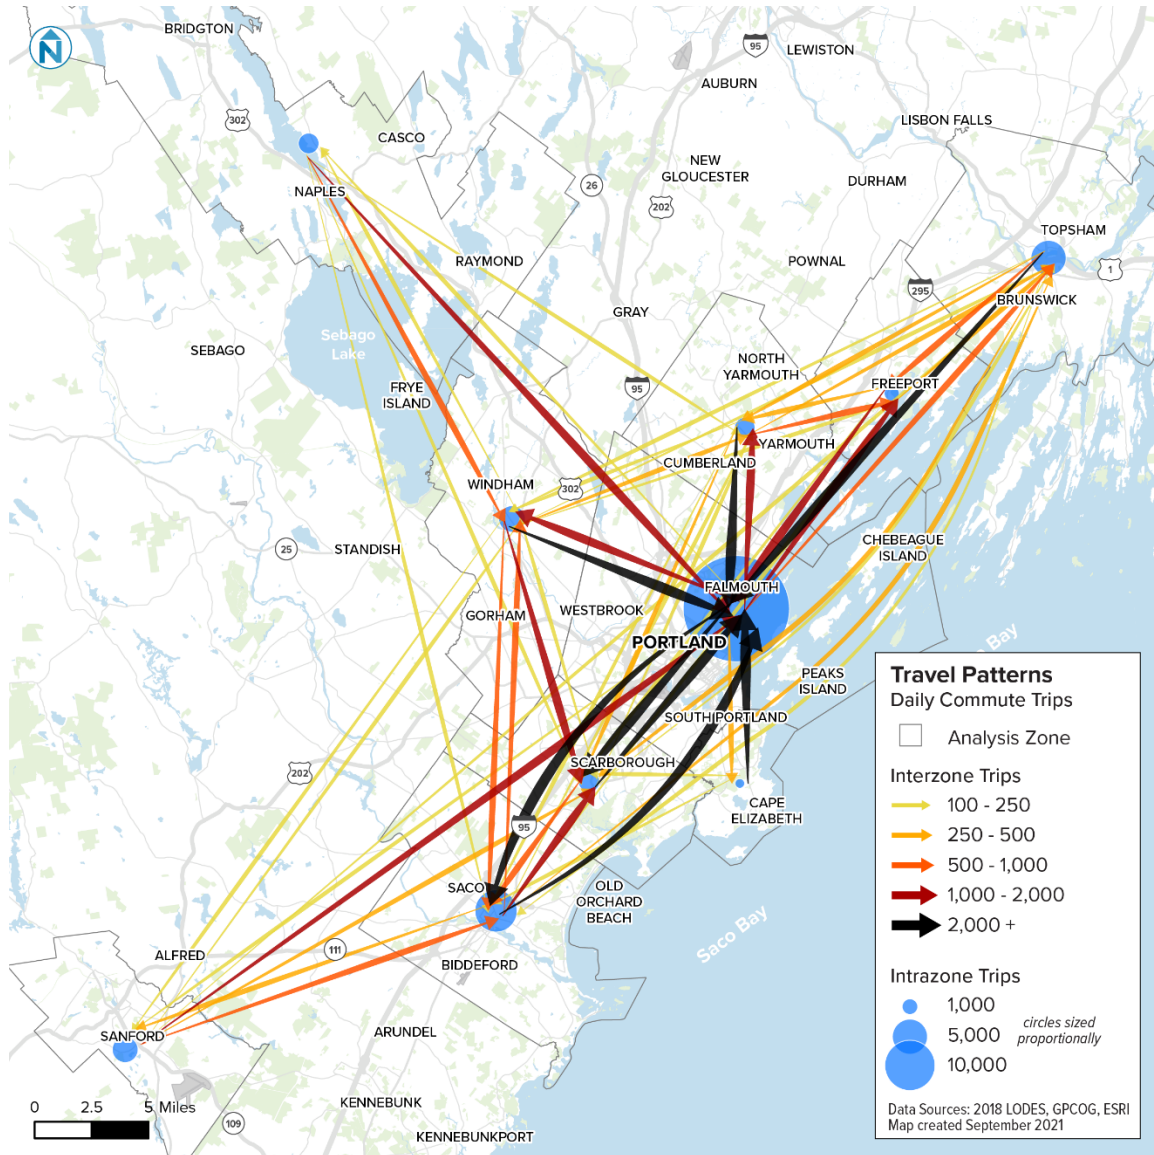 N
BRIDGTON
95
LEWISTON
AUBURN
302
CASCO
LISBON FALLS
NEW
GLOUCESTER
DURHAM
26
NAPLES
202
TOPSHAM
RAYMOND
POWNAL
1
295
BRUNSWICK
GRAY
Sebago
Lake
SEBAGO
NORTH
YARMOUTH
95
FREEPORT
FRYE
ISLAND
YARMOUTH
CUMBERLAND
WINDHAM
302
CHEBEAGUE
ISLAND
25
STANDISH
FALMOUTH
GORHAM
WESTBROOK
PORTLAND
Bay
PEAKS
ISLAND
SOUTH PORTLAND
SCARBOROUGH
202
CAPE
ELIZABETH
95
SACO
OLD
ORCHARD
BEACH
Saco Bay
111
ALFRED
BIDDEFORD
SANFORD
ARUNDEL
KENNEBUNK
109
KENNEBUNKPORT
0 2.5 5 Miles
Travel Patterns
Daily Commute Trips
Analysis Zone
Interzone Trips
100 - 250
250 - 500
500 - 1,000
1,000 - 2,000
2,000 +
Intrazone Trips
1,000
5,000
10,000
circles sized
proportionally
Data Sources: 2018 LODES, GPCOG, ESRI
Map created September 2021